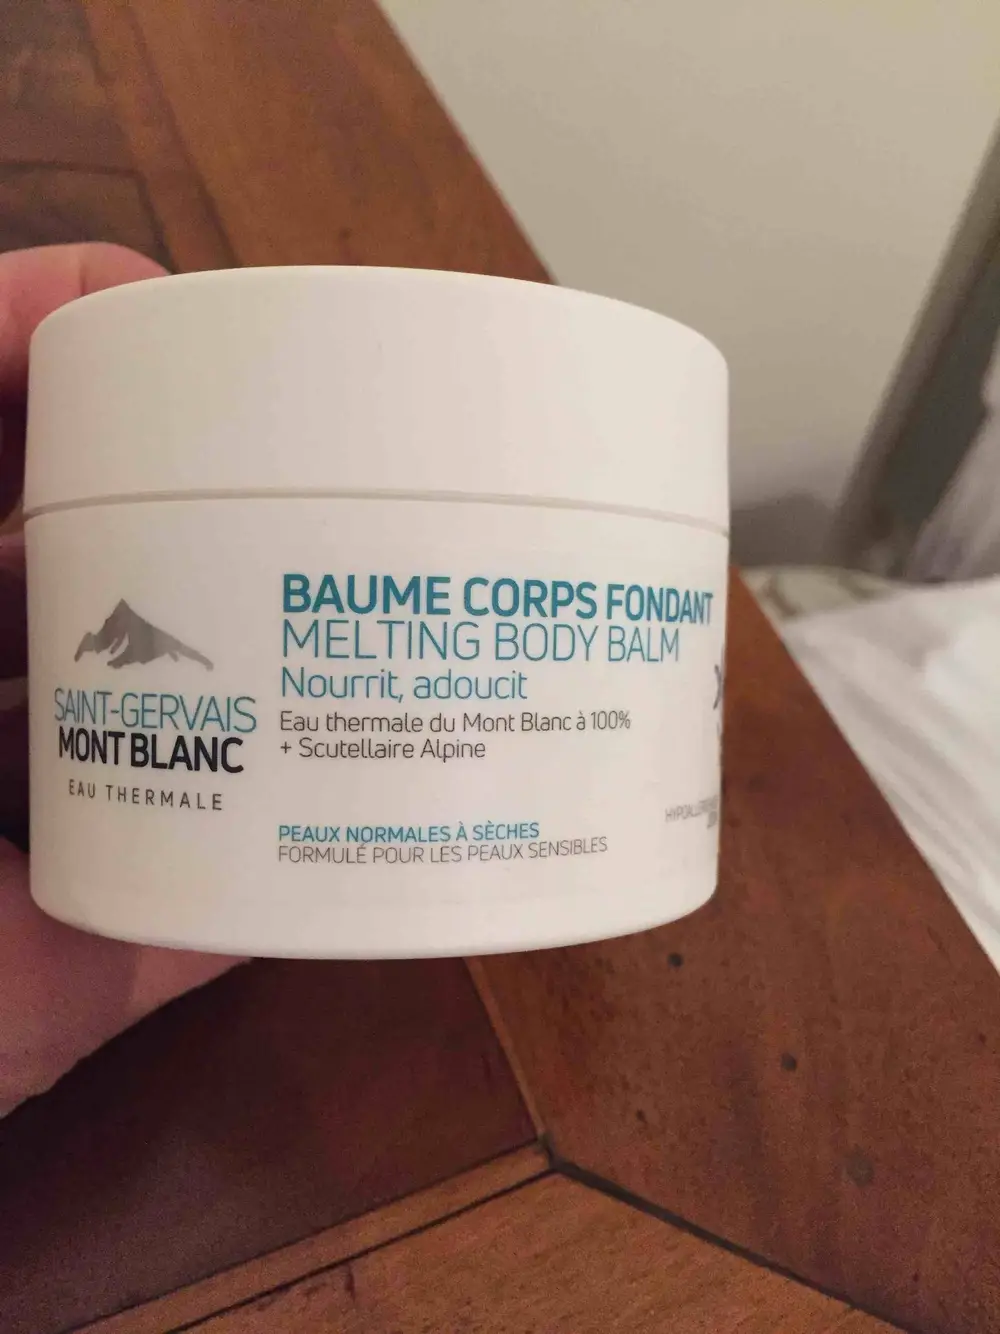 BAUME CORPS FONDANT
MELTING BODY BALM
Nourrit, adoucit
Eau thermale du Mont Blanc à 100%
+ Scutellaire Alpine
SAINT-GERVAIS
MONT BLANC
EAU THERMALE
PEAUX NORMALES À SÈCHES
FORMULÉ POUR LES PEAUX SENSIBLES